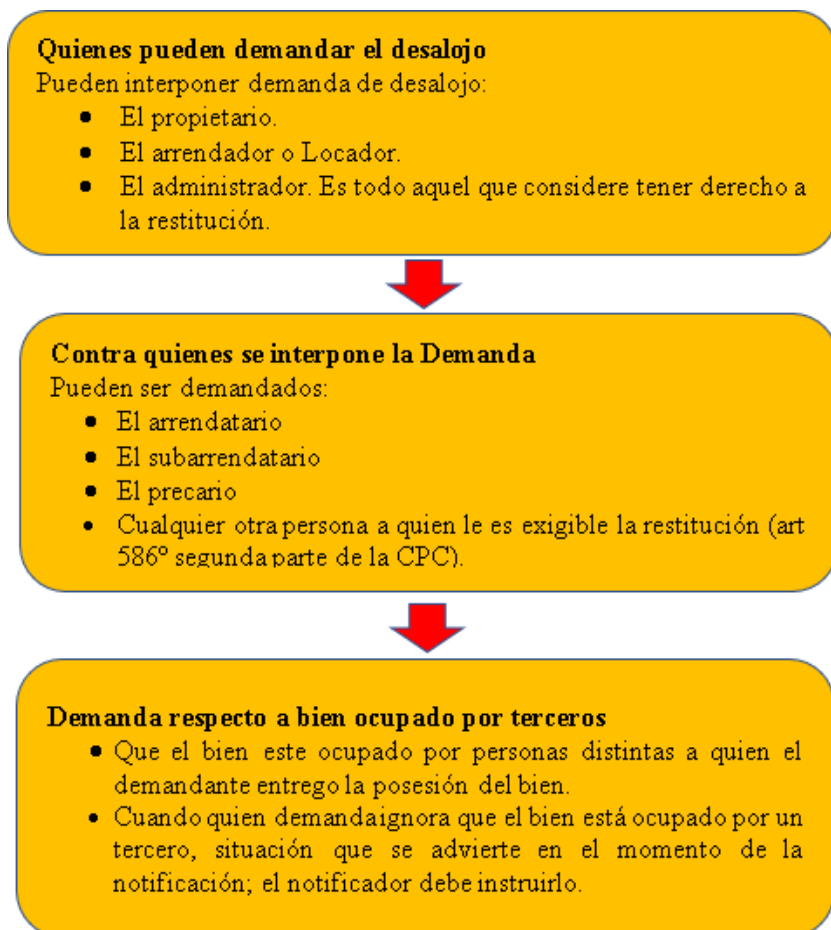 Quienes pueden demandar el desalojo
Pueden interponer demanda de desalojo:
• El propietario.
• El arrendador o Locador.
• El administrador. Es todo aquel que considere tener derecho a
la restitución.
Contra quienes se interpone la Demanda
Pueden ser demandados:
• El arrendatario
• El subarrendatario
• El precario
• Cualquier otra persona a quien le es exigible la restitución (art
586º segunda parte de la CPC).
Demanda respecto a bien ocupado por terceros
• Que el bien este ocupado por personas distintas a quien el
demandante entrego la posesión del bien.
• Cuando quien demandaignora que el bien está ocupado por un
tercero, situación que se advierte en el momento de la
notificación; el notificador debe instruirlo.